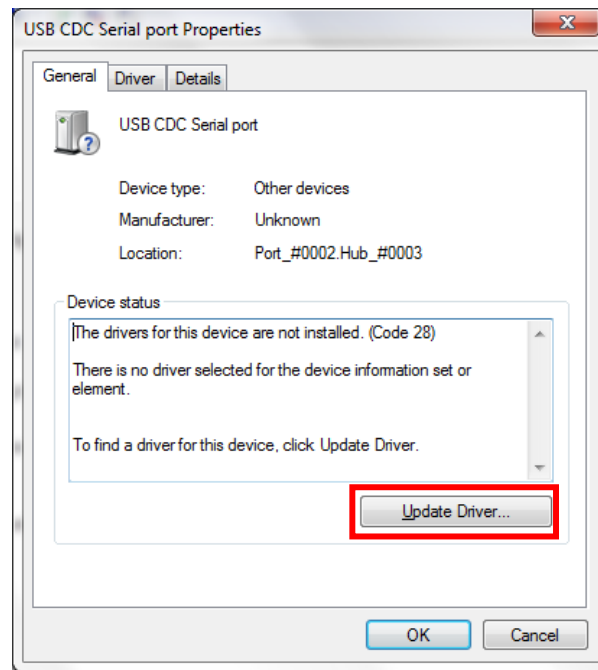 USB CDC Serial port Properties
General Driver Details
USB CDC Serial port
Device type: Other devices
Manufacturer: Unknown
Location: Port_#0002.Hub_#0003
Device status
The drivers for this device are not installed. (Code 28)
There is no driver selected for the device information set or
element.
To find a driver for this device, click Update Driver.
Update Driver...
OK Cancel